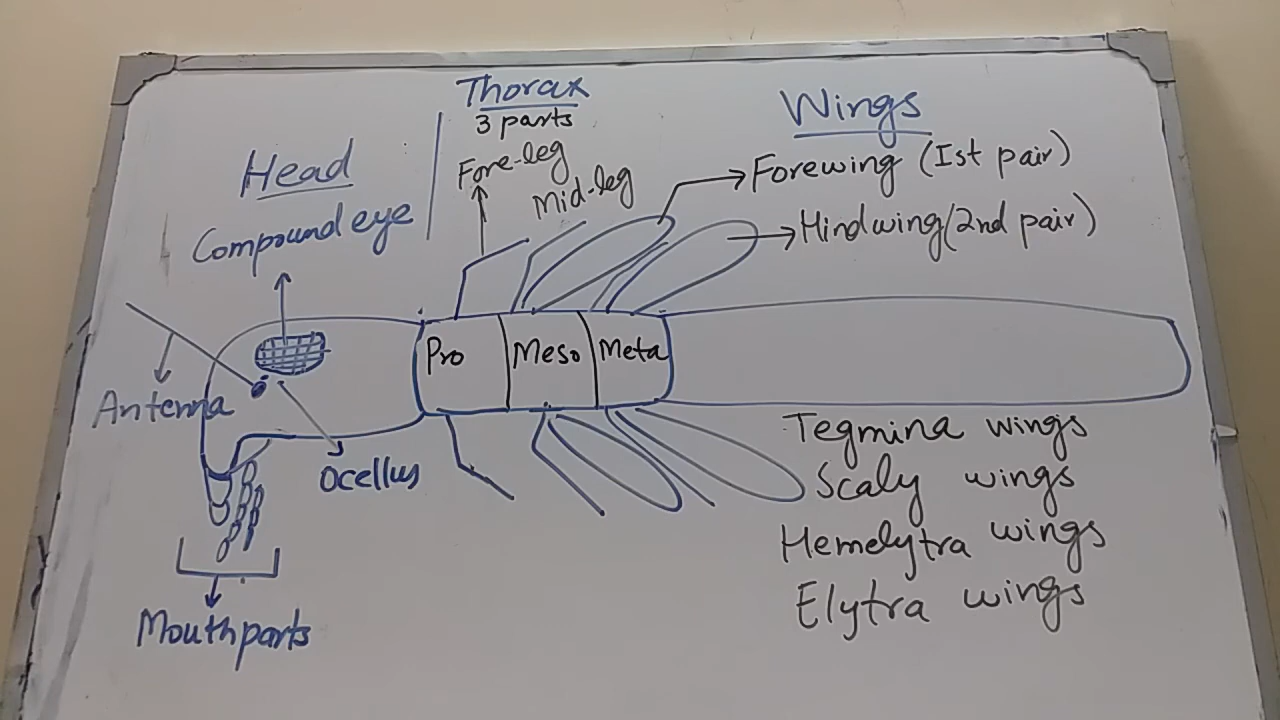 Thorax
3 parts
Fore-leg
Mid-leg
Wings
Forewing (Ist pair)
Hindwing (2nd pair)
Head
Compound eye
Antenna
Ocellus
Mouthparts
Pro
Meso
Meta
Tegmina wings
Scaly wings
Hemelytra wings
Elytra wings